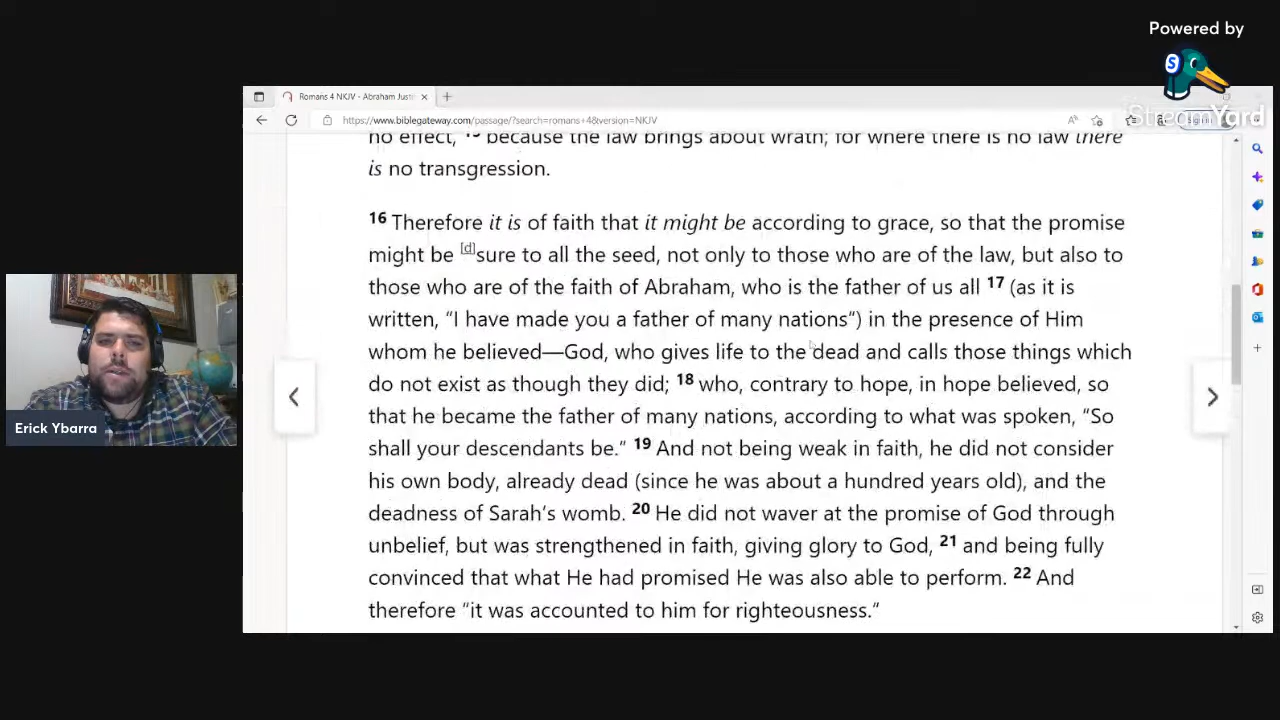 Powered by
StreamYard
Romans 4 NKJV - Abraham Just
https://www.biblegateway.com/passage/?search=romans+4&version=NKJV
no effect, 15 because the law brings about wrath; for where there is no law there
is no transgression.
16 Therefore it is of faith that it might be according to grace, so that the promise
might be [d]sure to all the seed, not only to those who are of the law, but also to
those who are of the faith of Abraham, who is the father of us all 17 (as it is
written, “I have made you a father of many nations”) in the presence of Him
whom he believed—God, who gives life to the dead and calls those things which
do not exist as though they did; 18 who, contrary to hope, in hope believed, so
that he became the father of many nations, according to what was spoken, “So
shall your descendants be.” 19 And not being weak in faith, he did not consider
his own body, already dead (since he was about a hundred years old), and the
deadness of Sarah’s womb. 20 He did not waver at the promise of God through
unbelief, but was strengthened in faith, giving glory to God, 21 and being fully
convinced that what He had promised He was also able to perform. 22 And
therefore “it was accounted to him for righteousness.”
Erick Ybarra